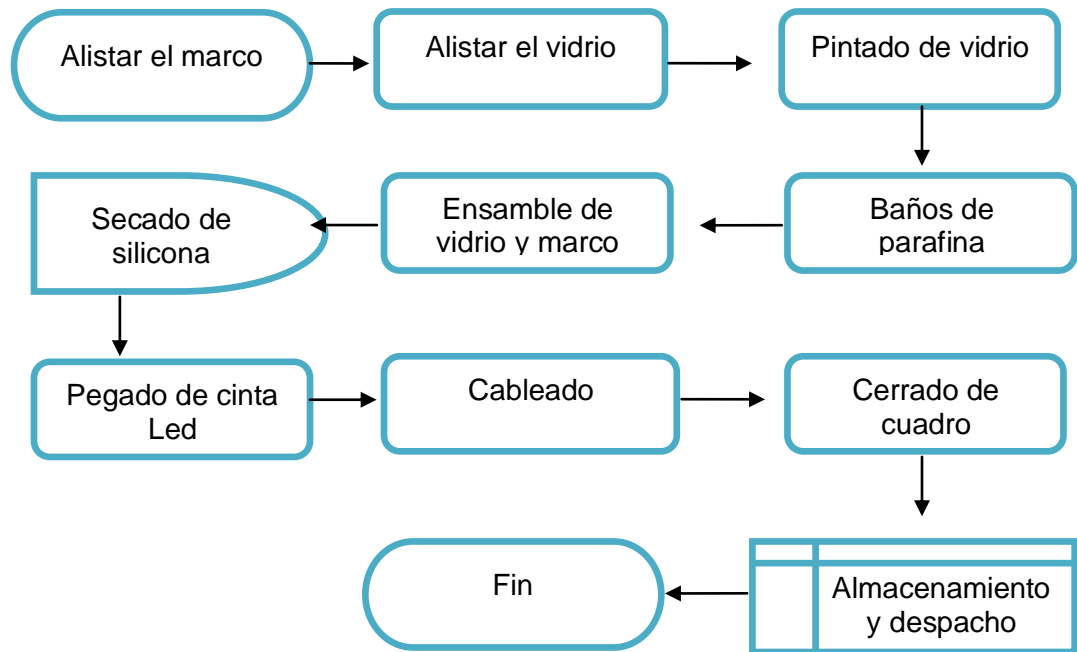 Alistar el marco
Alistar el vidrio
Pintado de vidrio
Baños de
parafina
Ensamble de
vidrio y marco
Secado de
silicona
Pegado de cinta
Led
Cableado
Cerrado de
cuadro
Almacenamiento
y despacho
Fin